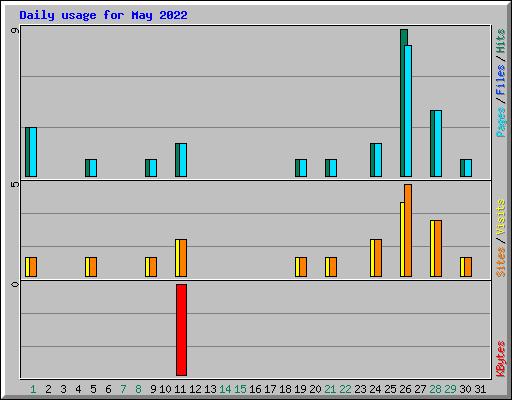 Daily usage for May 2022
9
5
0
Pages / Files / Hits
Sites / Visits
KBytes
1 2 3 4 5 6 7 8 9 10 11 12 13 14 15 16 17 18 19 20 21 22 23 24 25 26 27 28 29 30 31